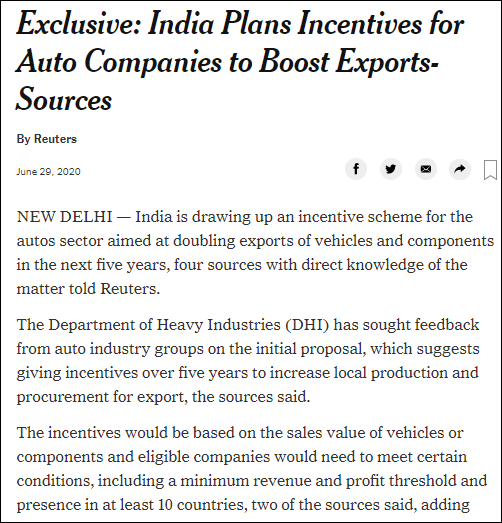 Exclusive: India Plans Incentives for
Auto Companies to Boost Exports-
Sources
By Reuters
June 29, 2020
NEW DELHI — India is drawing up an incentive scheme for the
autos sector aimed at doubling exports of vehicles and components
in the next five years, four sources with direct knowledge of the
matter told Reuters.
The Department of Heavy Industries (DHI) has sought feedback
from auto industry groups on the initial proposal, which suggests
giving incentives over five years to increase local production and
procurement for export, the sources said.
The incentives would be based on the sales value of vehicles or
components and eligible companies would need to meet certain
conditions, including a minimum revenue and profit threshold and
presence in at least 10 countries, two of the sources said, adding